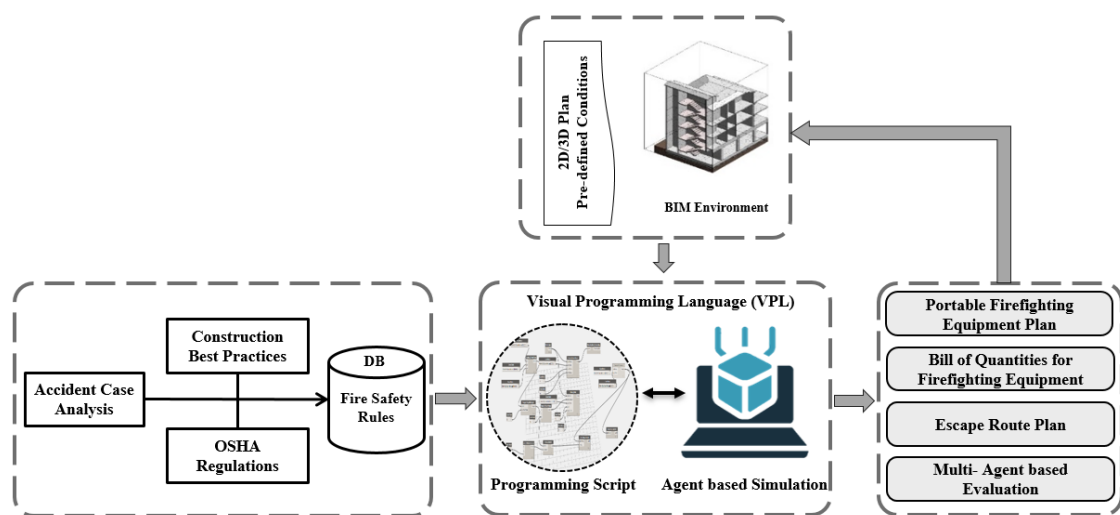 2D/3D Plan
Pre-defined Conditions
BIM Environment
Construction
Best Practices
Accident Case
Analysis
OSHA
Regulations
DB
Fire Safety
Rules
Visual Programming Language (VPL)
Programming Script
Agent based Simulation
Portable Firefighting
Equipment Plan
Bill of Quantities for
Firefighting Equipment
Escape Route Plan
Multi- Agent based
Evaluation